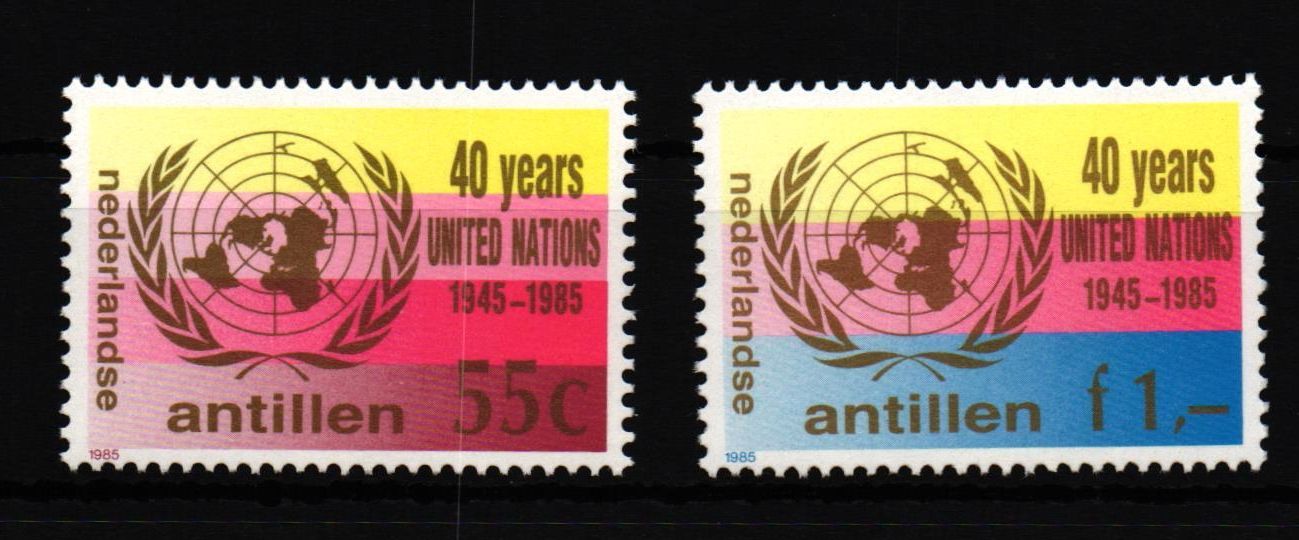 nederlandse
40 years
UNITED NATIONS
1945-1985
55c
antillen
1985
nederlandse
40 years
UNITED NATIONS
1945-1985
f 1,-
antillen
1985